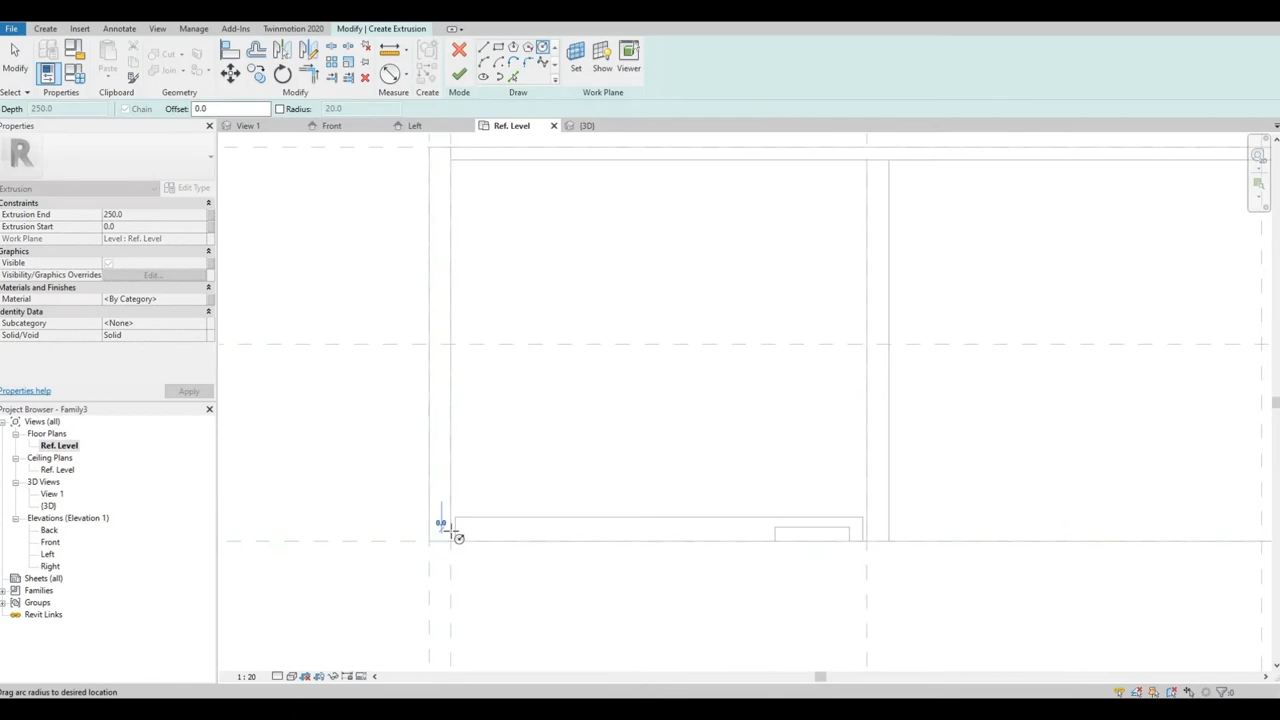 File Create Insert Annotate View Manage Add-Ins Twinmotion 2020 Modify | Create Extrusion
Cut
Join
Modify Paste Set Show Viewer
Select Properties Clipboard Geometry Modify Measure Create Mode Draw Work Plane
Depth 250.0 Chain Offset: 0.0 Radius: 20.0
Properties View 1 Front Left Ref. Level {3D}
R
Extrusion Edit Type
Constraints
Extrusion End 250.0
Extrusion Start 0.0
Work Plane Level : Ref. Level
Graphics
Visible
Visibility/Graphics Overrides Edit...
Materials and Finishes
Material <By Category>
Identity Data
Subcategory <None>
Solid/Void Solid
Properties help Apply
Project Browser - Family3
Views (all)
Floor Plans
Ref. Level
Ceiling Plans
Ref. Level
3D Views
View 1
{3D}
Elevations (Elevation 1)
Back
Front
Left
Right
Sheets (all)
Families
Groups
Revit Links
0.0
1 : 20
Drag arc radius to desired location
:0